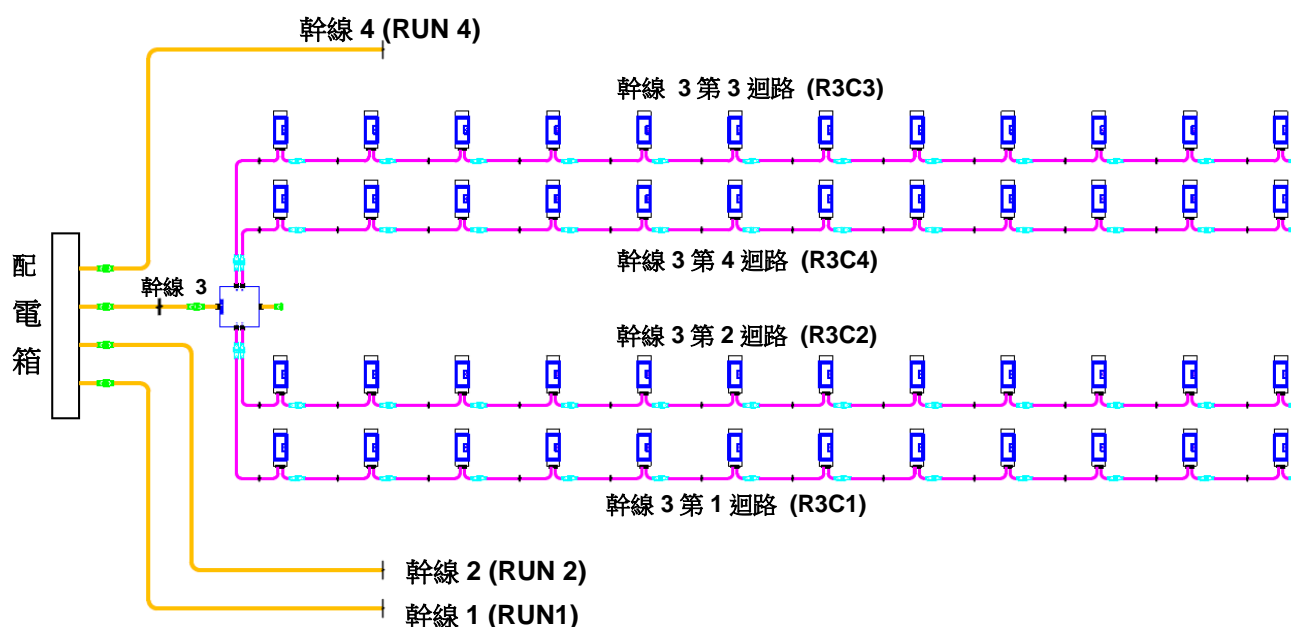 幹線 4 (RUN 4)
幹線 3 第 3 迴路 (R3C3)
幹線 3 第 4 迴路 (R3C4)
配電箱
幹線 3
幹線 3 第 2 迴路 (R3C2)
幹線 3 第 1 迴路 (R3C1)
幹線 2 (RUN 2)
幹線 1 (RUN1)